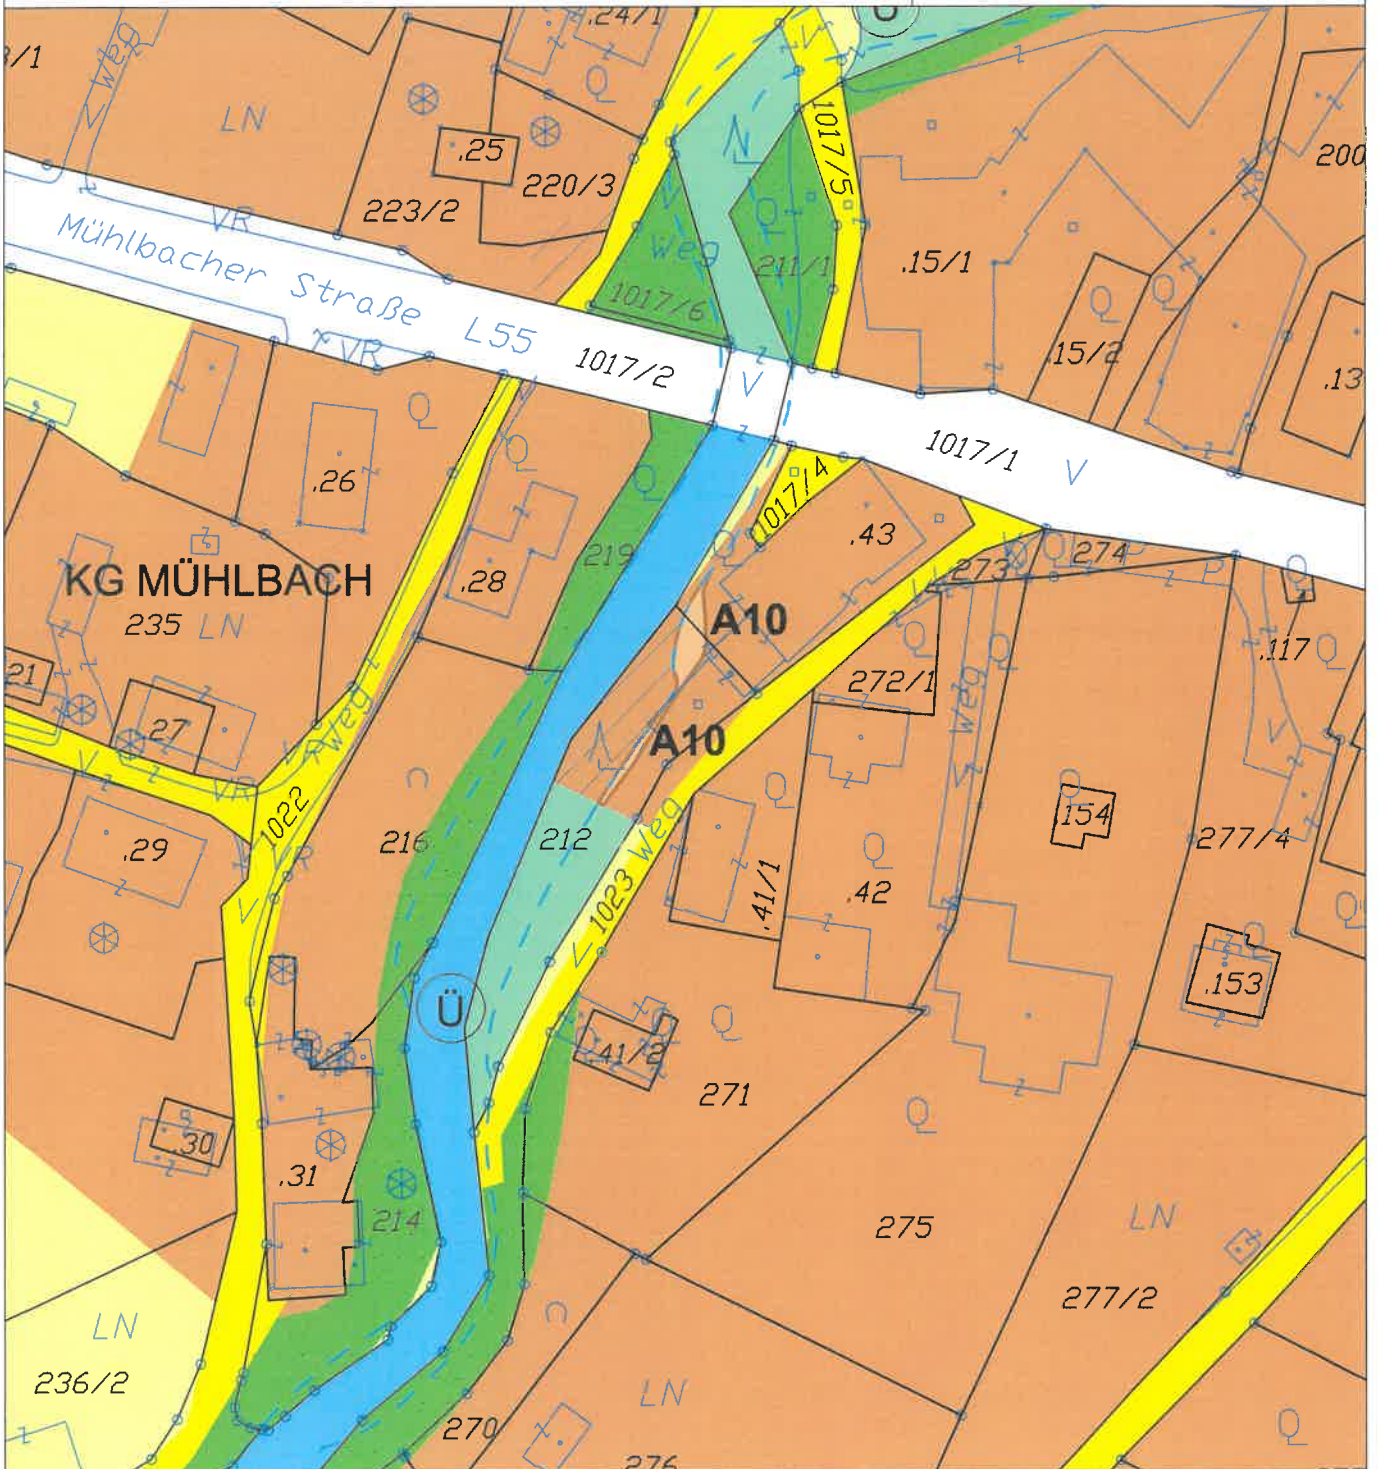 Ü
.24/1
Weg
V
3/1
Q
LN
1017/5
.25
220/3
200
223/2
VR
Q
Weg
211/1
.15/1
Mühlbacher Straße L55
1017/6
Q
Q
VR
1017/2
V
.15/2
.13
Q
Q
1017/1
V
.26
Q
1017/4
.43
Q
219
273
Q
274
P
P
Q
KG MÜHLBACH
.28
235
LN
A10
Q
Q
.117
Q
21
272/1
Weg
27
Weg
A10
V
V
VR
Q
Q
1022
.29
216
212
Weg
154
277/4
VR
Q
1023
.41/1
.42
V
V
Q
Q
.153
Ü
Q
.41/2
271
Q
.30
.31
214
275
LN
277/2
LN
236/2
LN
270
Q
276